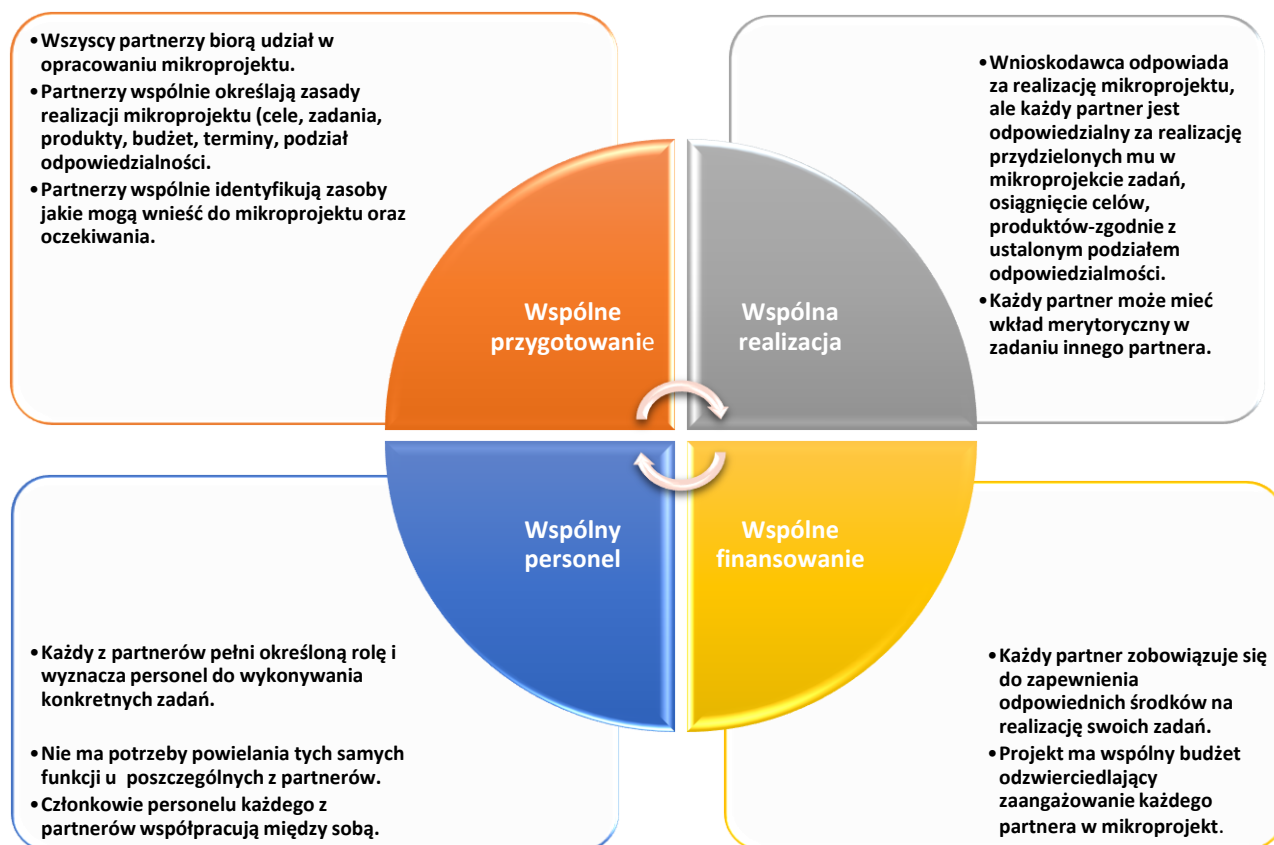 •Wszyscy partnerzy biorą udział w
opracowaniu mikroprojektu.
•Partnerzy wspólnie określają zasady
realizacji mikroprojektu (cele, zadania,
produkty, budżet, terminy, podział
odpowiedzialności.
•Partnerzy wspólnie identyfikują zasoby
jakie mogą wnieść do mikroprojektu oraz
oczekiwania.
•Wnioskodawca odpowiada
za realizację mikroprojektu,
ale każdy partner jest
odpowiedzialny za realizację
przydzielonych mu w
mikroprojekcie zadań,
osiągnięcie celów,
produktów-zgodnie z
ustalonym podziałem
odpowiedzialmości.
•Każdy partner może mieć
wkład merytoryczny w
zadaniu innego partnera.
Wspólne
przygotowanie
Wspólna
realizacja
Wspólny
personel
Wspólne
finansowanie
•Każdy z partnerów pełni określoną rolę i
wyznacza personel do wykonywania
konkretnych zadań.
•Nie ma potrzeby powielania tych samych
funkcji u poszczególnych z partnerów.
•Członkowie personelu każdego z
partnerów współpracują między sobą.
•Każdy partner zobowiązuje się
do zapewnienia
odpowiednich środków na
realizację swoich zadań.
•Projekt ma wspólny budżet
odzwierciedlający
zaangażowanie każdego
partnera w mikroprojekt.